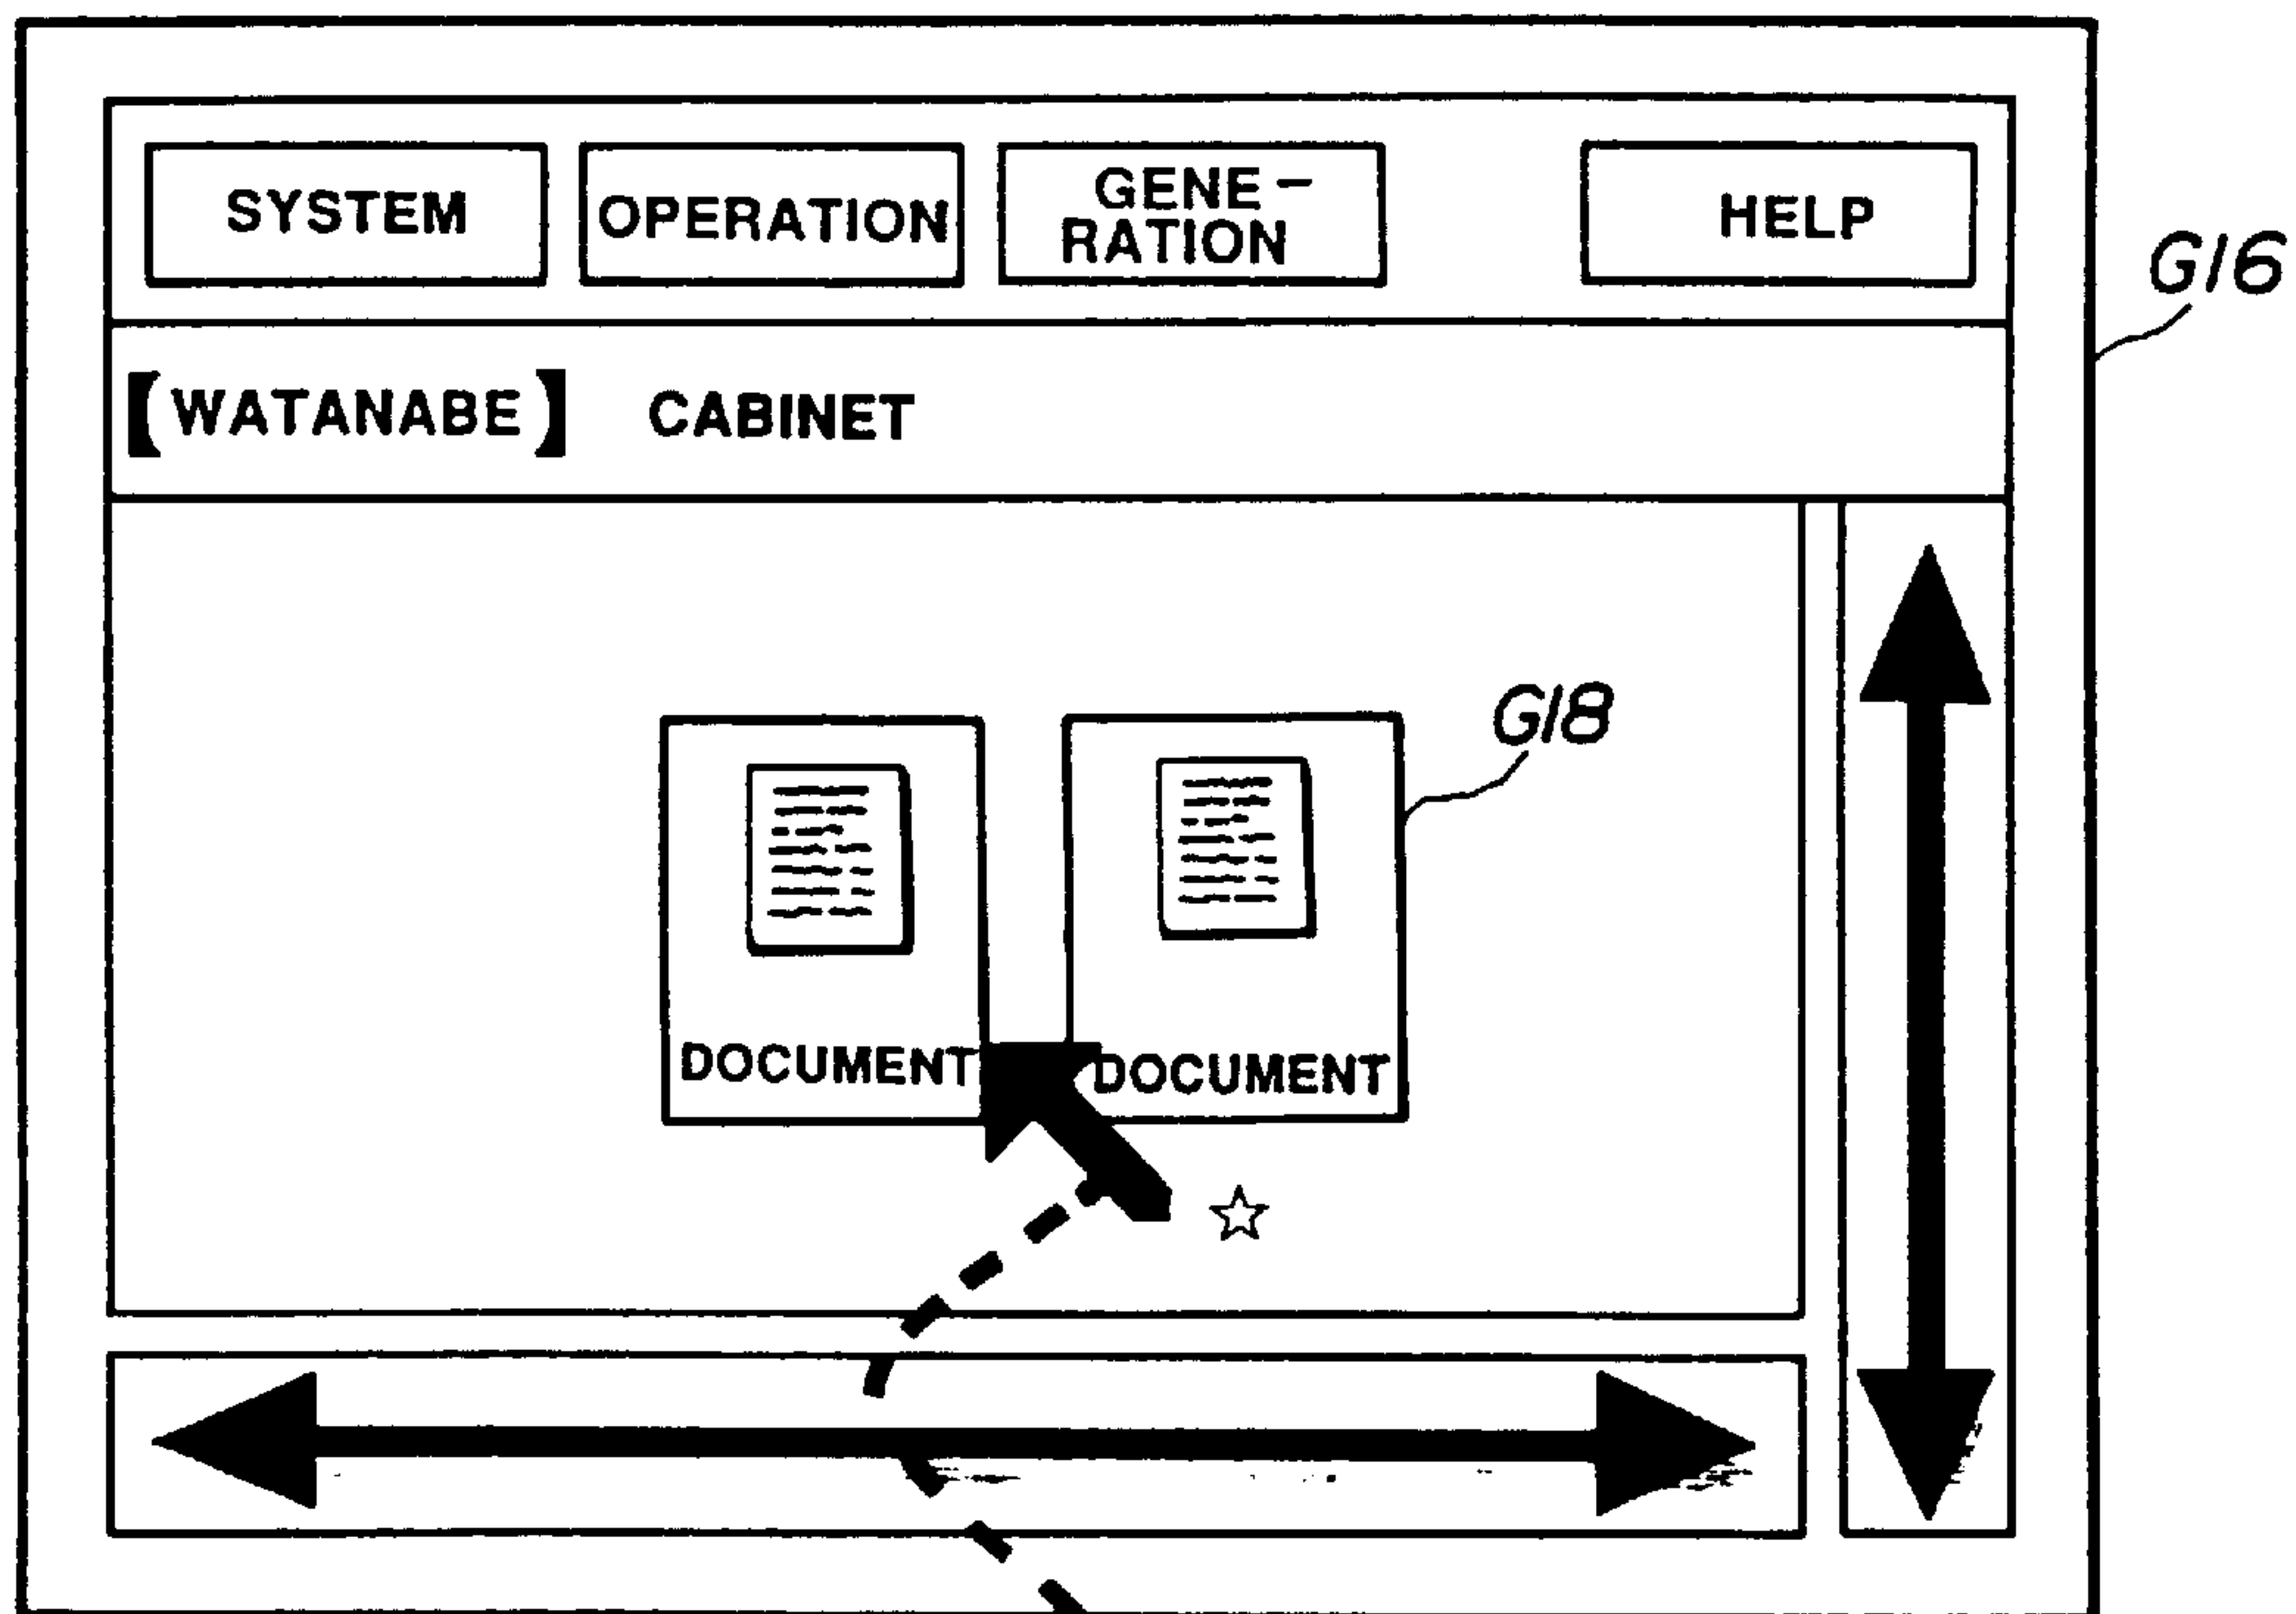 SYSTEM OPERATION GENE-
RATION HELP
G16
【WATANABE】 CABINET
G18
DOCUMENT DOCUMENT